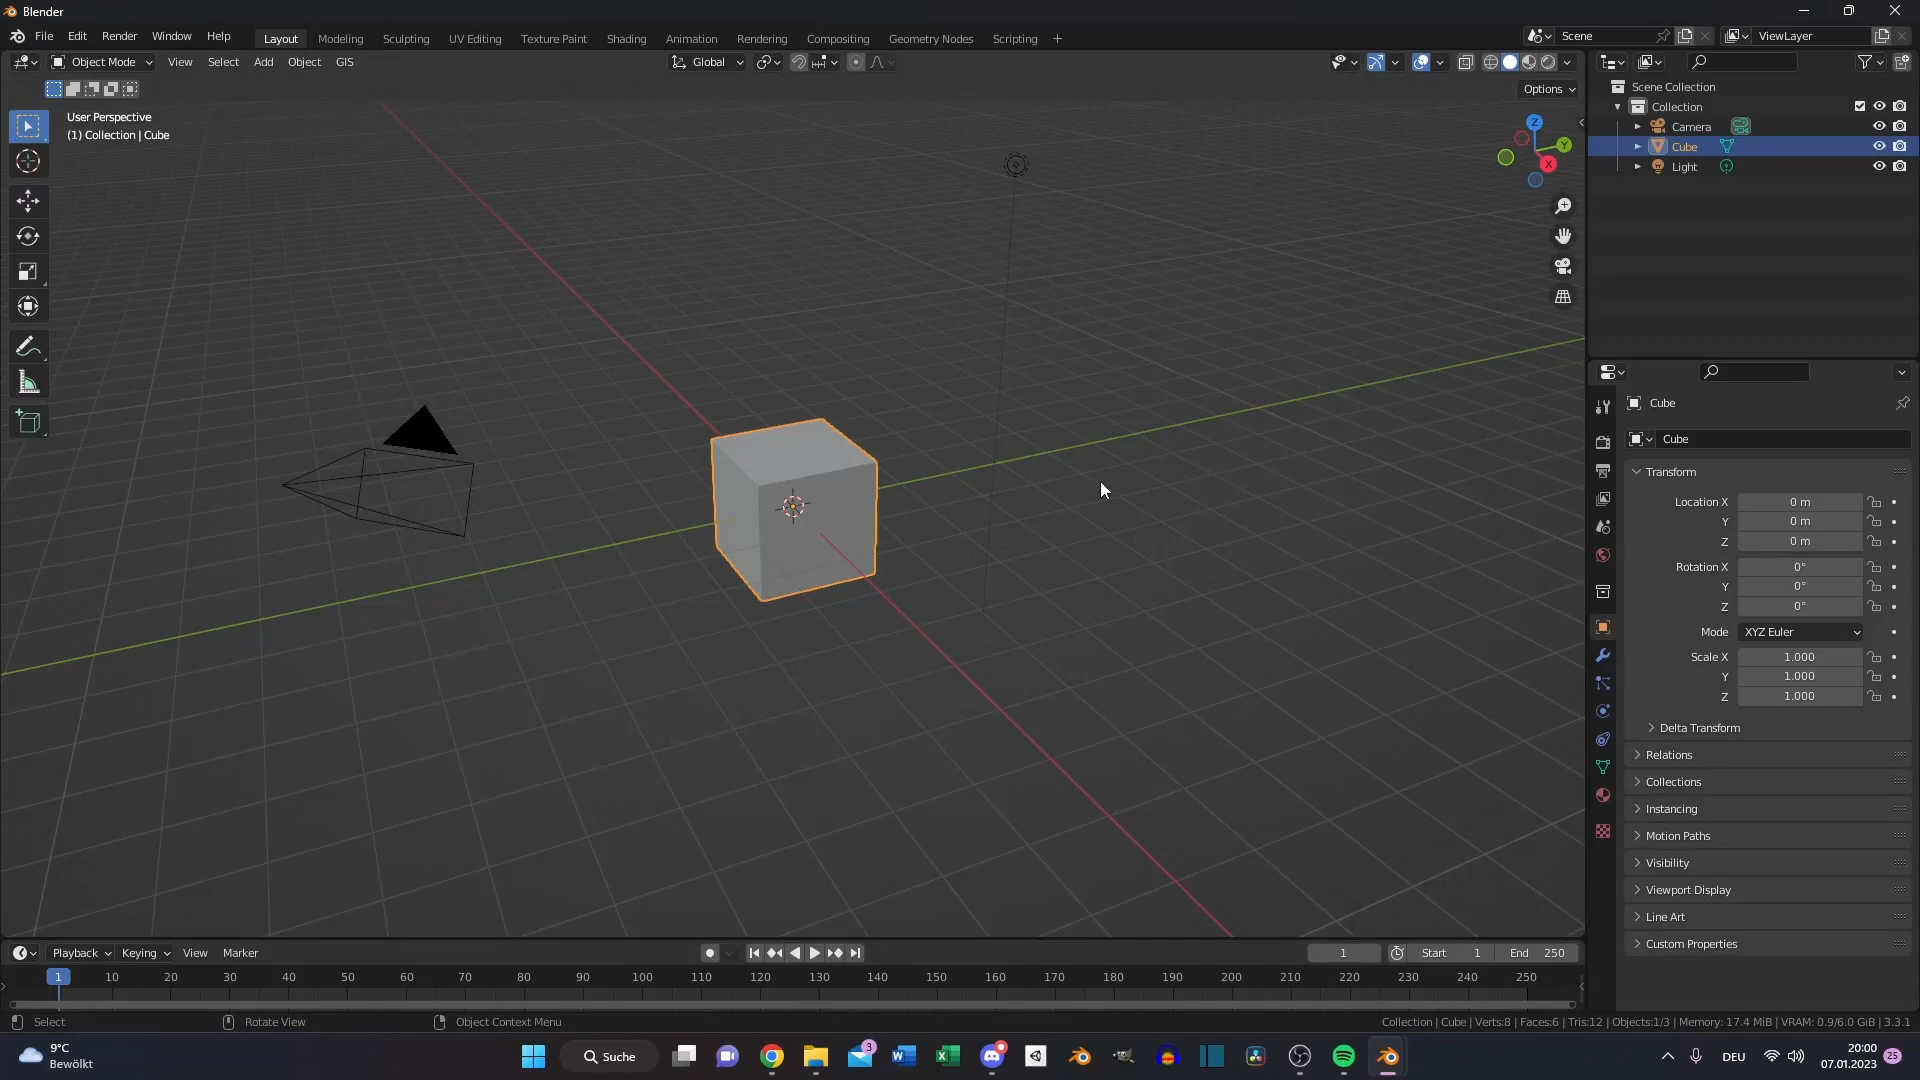 Blender
File Edit Render Window Help
Layout Modeling Sculpting UV Editing Texture Paint Shading Animation Rendering Compositing Geometry Nodes Scripting +
Scene
ViewLayer
Object Mode View Select Add Object GIS
Global
Options
User Perspective
(1) Collection | Cube
Z
Y
X
Scene Collection
Collection
Camera
Cube
Light
Cube
Cube
Transform
Location X 0 m
Y 0 m
Z 0 m
Rotation X 0°
Y 0°
Z 0°
Mode XYZ Euler
Scale X 1.000
Y 1.000
Z 1.000
Delta Transform
Relations
Collections
Instancing
Motion Paths
Visibility
Viewport Display
Line Art
Custom Properties
Playback Keying View Marker
1 Start 1 End 250
1 10 20 30 40 50 60 70 80 90 100 110 120 130 140 150 160 170 180 190 200 210 220 230 240 250
Select Rotate View Object Context Menu
Collection | Cube | Verts:8 | Faces:6 | Tris:12 | Objects:1/3 | Memory: 17.4 MiB | VRAM: 0.9/6.0 GiB | 3.3.1
9°C
Bewölkt
Suche
3
DEU
20:00
07.01.2023
25